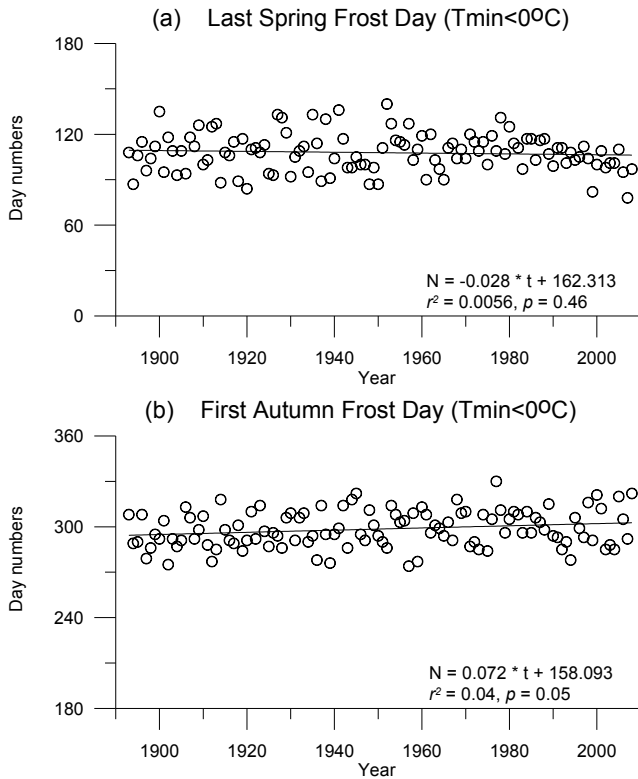 (a) Last Spring Frost Day (Tmin<0ºC)
180
120
60
0
Day numbers
N = -0.028 * t + 162.313
r² = 0.0056, p = 0.46
1900 1920 1940 1960 1980 2000
Year
(b) First Autumn Frost Day (Tmin<0ºC)
360
300
240
180
Day numbers
N = 0.072 * t + 158.093
r² = 0.04, p = 0.05
1900 1920 1940 1960 1980 2000
Year